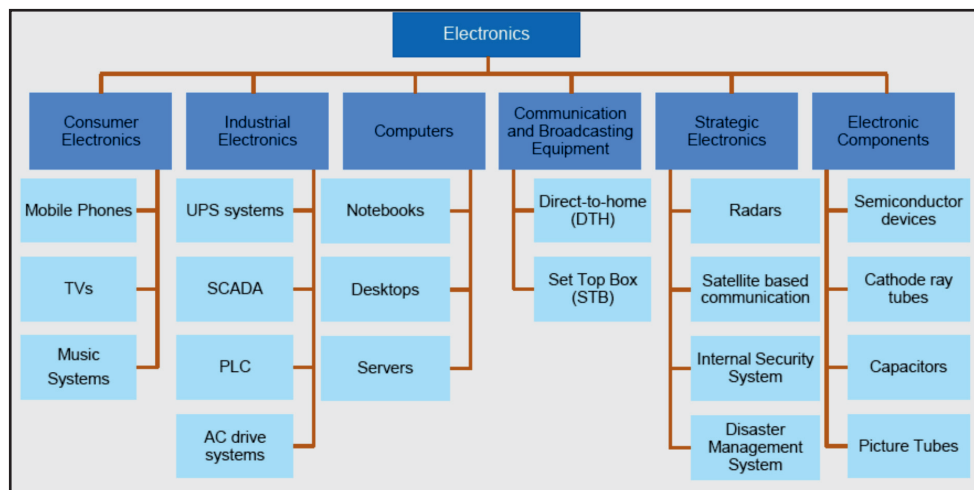 Electronics
Consumer
Electronics
Industrial
Electronics
Computers
Communication
and Broadcasting
Equipment
Strategic
Electronics
Electronic
Components
Mobile Phones
TVs
Music
Systems
UPS systems
SCADA
PLC
AC drive
systems
Notebooks
Desktops
Servers
Direct-to-home
(DTH)
Set Top Box
(STB)
Radars
Satellite based
communication
Internal Security
System
Disaster
Management
System
Semiconductor
devices
Cathode ray
tubes
Capacitors
Picture Tubes